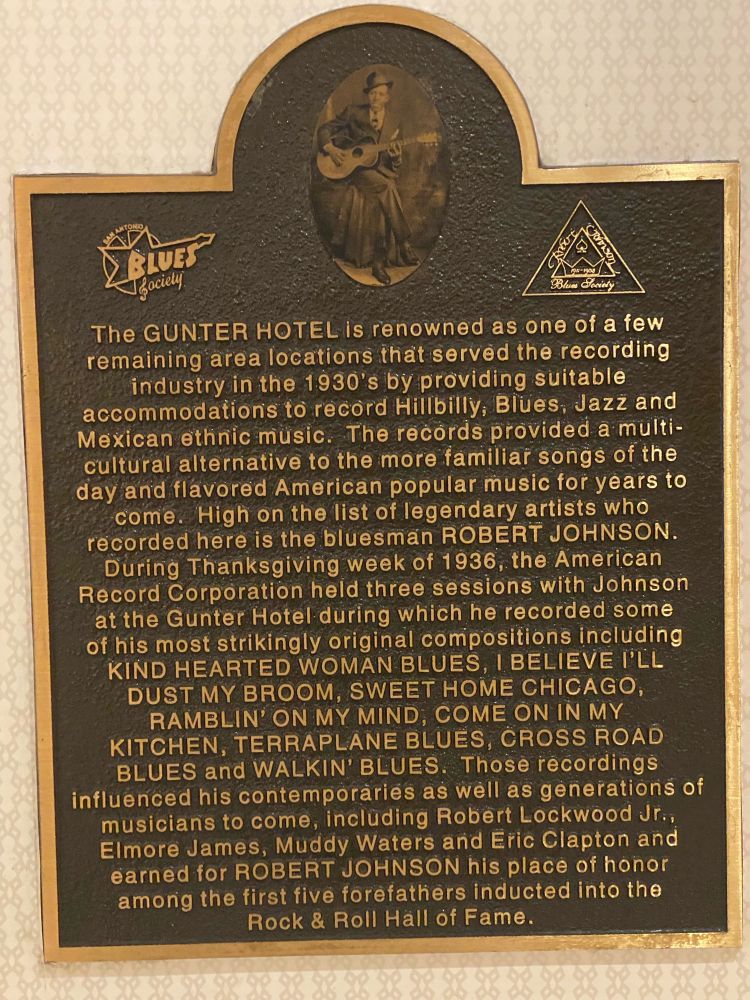 SAN ANTONIO
BLUES
Society
Robert Johnson
1911-1938
Blues Society
The GUNTER HOTEL is renowned as one of a few
remaining area locations that served the recording
industry in the 1930's by providing suitable
accommodations to record Hillbilly, Blues, Jazz and
Mexican ethnic music. The records provided a multi-
cultural alternative to the more familiar songs of the
day and flavored American popular music for years to
come. High on the list of legendary artists who
recorded here is the bluesman ROBERT JOHNSON.
During Thanksgiving week of 1936, the American
Record Corporation held three sessions with Johnson
at the Gunter Hotel during which he recorded some
of his most strikingly original compositions including
KIND HEARTED WOMAN BLUES, I BELIEVE I'LL
DUST MY BROOM, SWEET HOME CHICAGO,
RAMBLIN' ON MY MIND, COME ON IN MY
KITCHEN, TERRAPLANE BLUES, CROSS ROAD
BLUES and WALKIN' BLUES. Those recordings
influenced his contemporaries as well as generations of
musicians to come, including Robert Lockwood Jr.,
Elmore James, Muddy Waters and Eric Clapton and
earned for ROBERT JOHNSON his place of honor
among the first five forefathers inducted into the
Rock & Roll Hall of Fame.